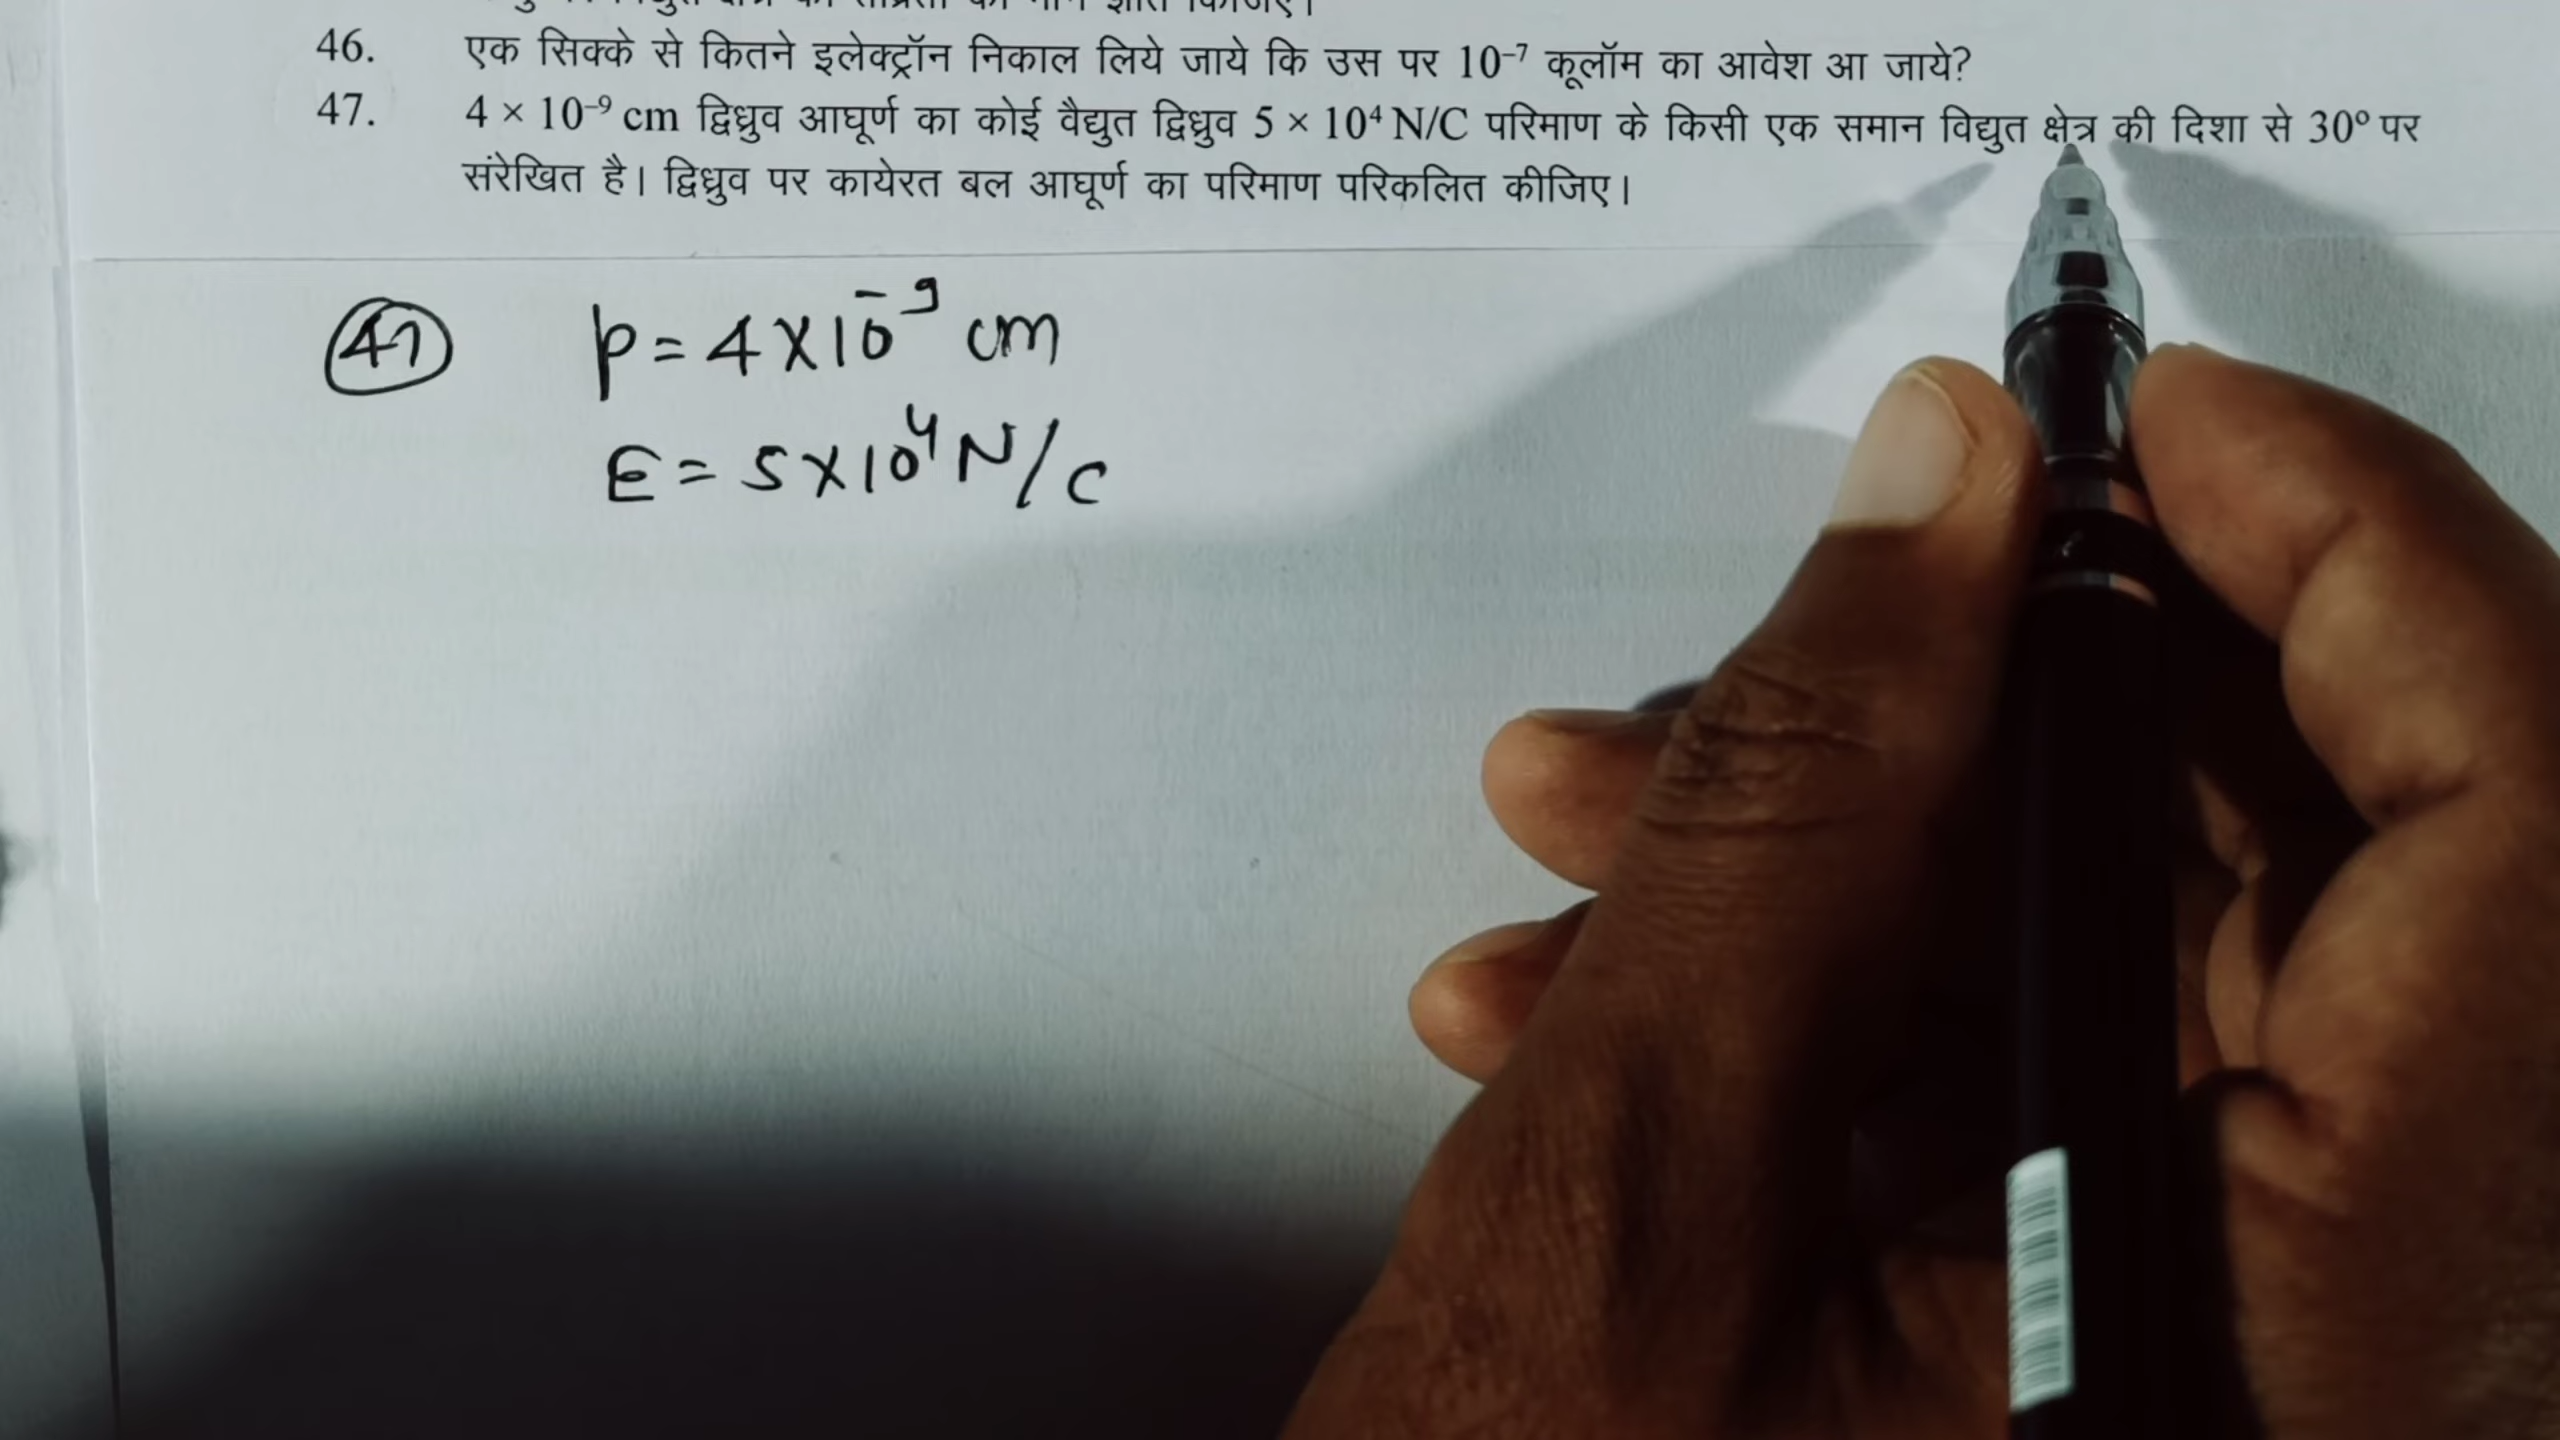 46. एक सिक्के से कितने इलेक्ट्रॉन निकाल लिये जाये कि उस पर 10⁻⁷ कूलॉम का आवेश आ जाये?
47. 4 × 10⁻⁹ cm द्विध्रुव आघूर्ण का कोई वैद्युत द्विध्रुव 5 × 10⁴ N/C परिमाण के किसी एक समान विद्युत क्षेत्र की दिशा से 30° पर
संरेखित है। द्विध्रुव पर कायेरत बल आघूर्ण का परिमाण परिकलित कीजिए।
47 p = 4 × 10⁻⁹ cm
E = 5 × 10⁴ N/C